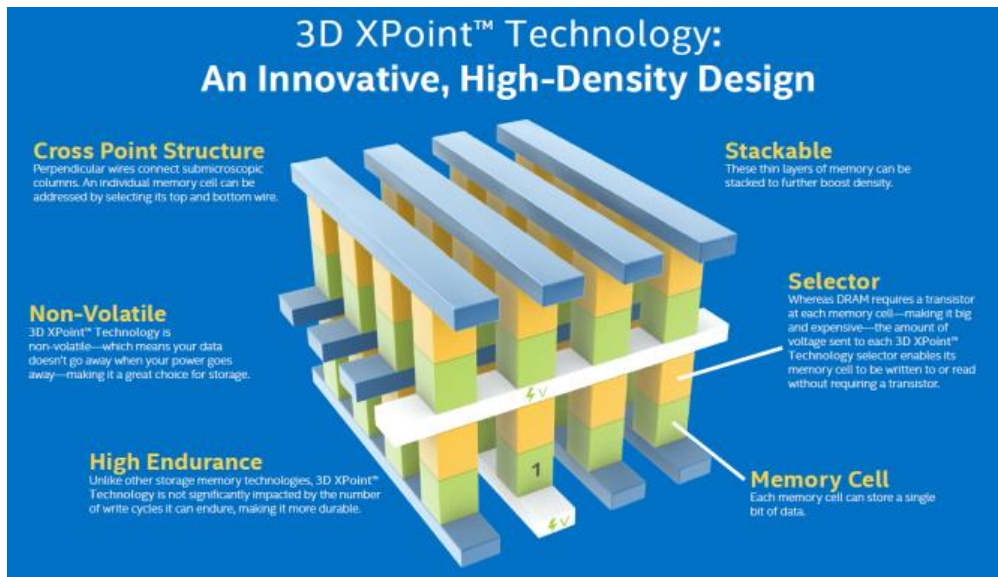 3D XPoint™ Technology:
An Innovative, High-Density Design
Cross Point Structure
Perpendicular wires connect submicroscopic
columns. An individual memory cell can be
addressed by selecting its top and bottom wire.
Non-Volatile
3D XPoint™ Technology is
non-volatile—which means your data
doesn't go away when your power goes
away—making it a great choice for storage.
High Endurance
Unlike other storage memory technologies, 3D XPoint™
Technology is not significantly impacted by the number
of write cycles it can endure, making it more durable.
Stackable
These thin layers of memory can be
stacked to further boost density.
Selector
Whereas DRAM requires a transistor
at each memory cell—making it big
and expensive—the amount of
voltage sent to each 3D XPoint™
Technology selector enables its
memory cell to be written to or read
without requiring a transistor.
Memory Cell
Each memory cell can store a single
bit of data.
V
1
V